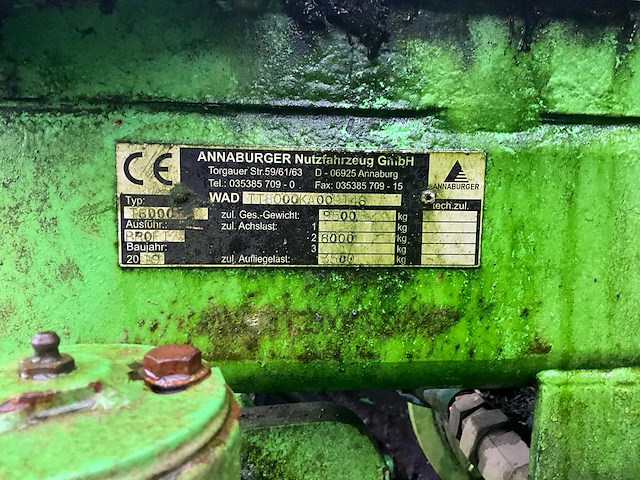 CE
ANNABURGER Nutzfahrzeug GmbH
Torgauer Str.59/61/63 D - 06925 Annaburg
Tel.: 035385 709 - 0 Fax: 035385 709 - 15
ANNABURGER
WAD
tech.zul.
Typ:
zul. Ges.-Gewicht: kg
Ausführ.:
zul. Achslast: 1 kg
2 8000 kg
Baujahr:
3 kg
20
zul. Aufliegelast: kg